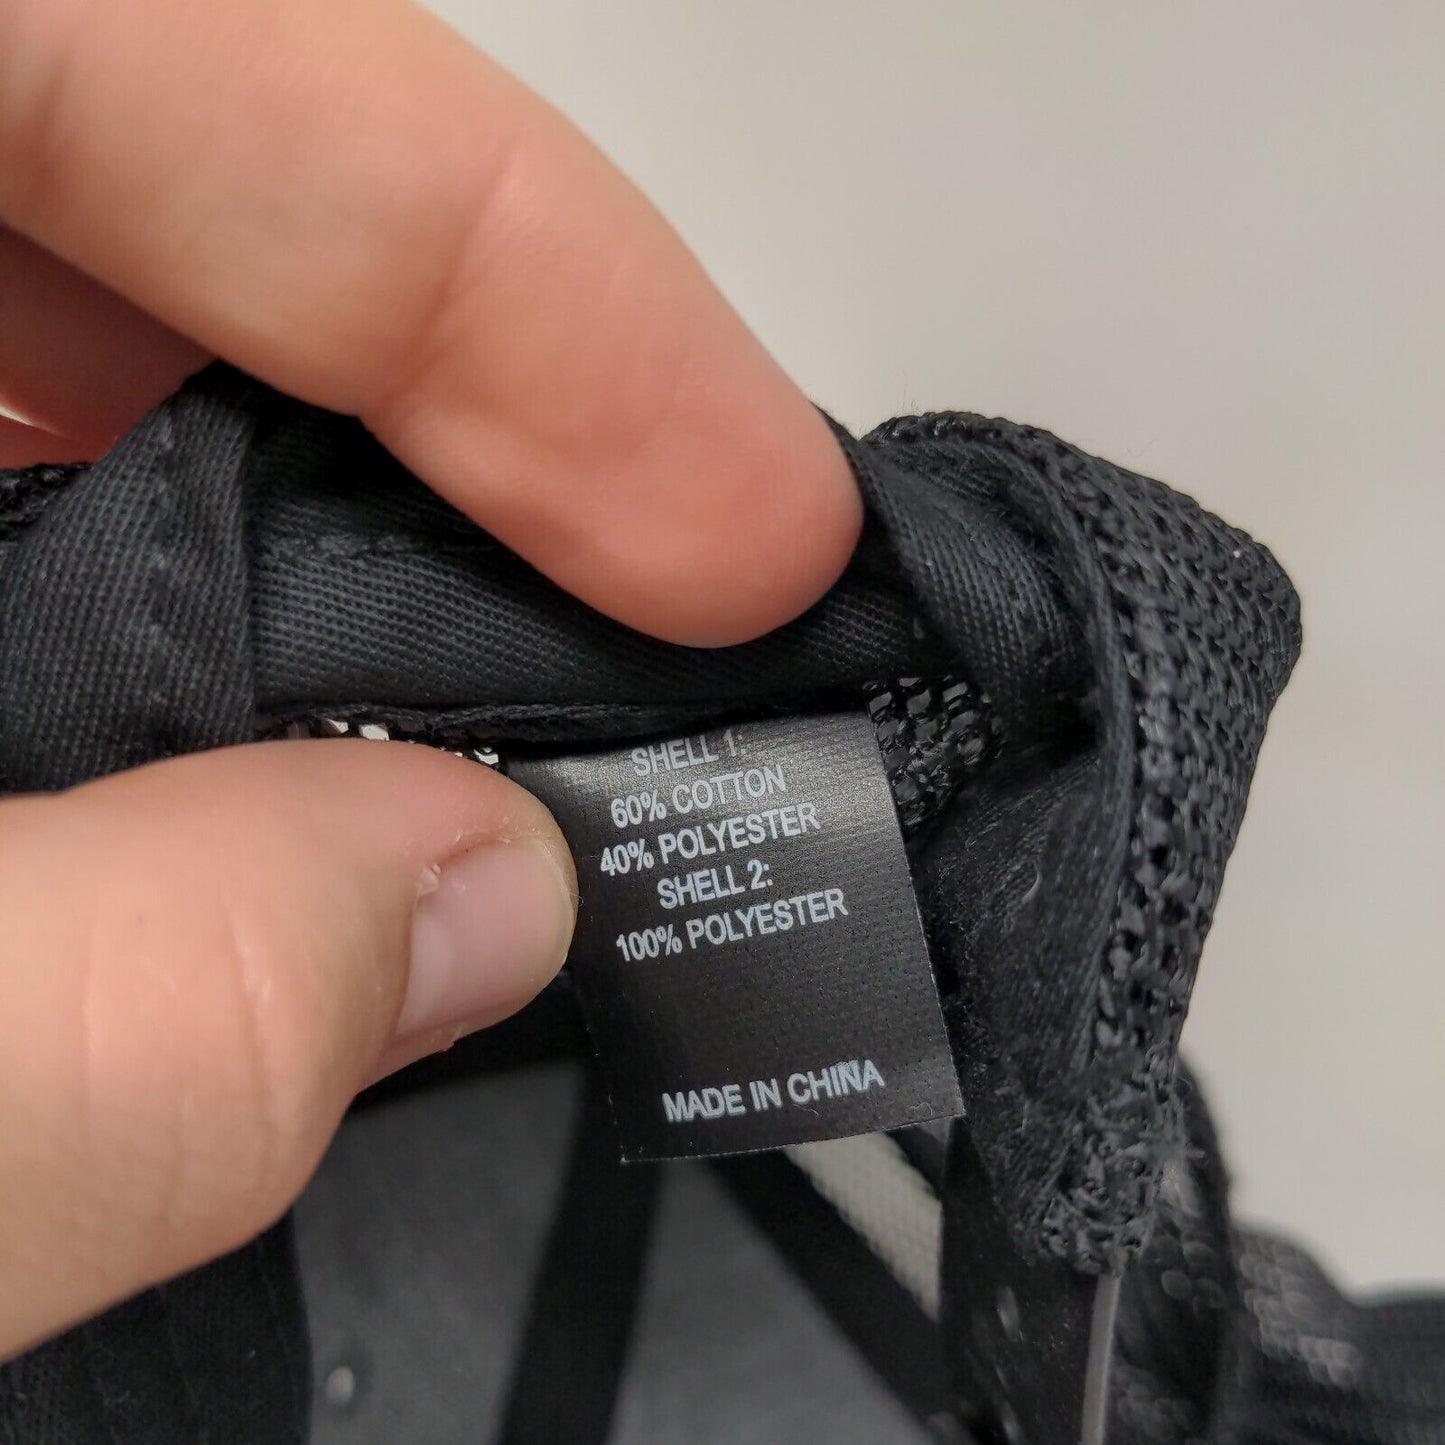 SHELL 1:
60% COTTON
40% POLYESTER
SHELL 2:
100% POLYESTER
MADE IN CHINA